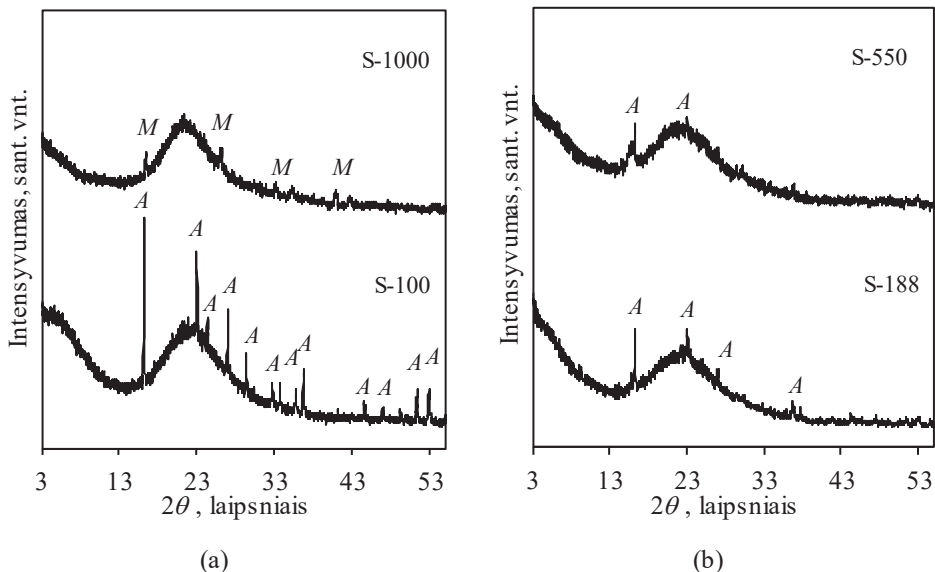 Intensyvumas, sant. vnt.
S-1000
M
M
M
M
A
A
A
A
A
A
A
A
A
A
A
A
S-100
3 13 23 33 43 53
2θ , laipsniais
(a)
Intensyvumas, sant. vnt.
S-550
A
A
S-188
A
A
A
A
3 13 23 33 43 53
2θ , laipsniais
(b)